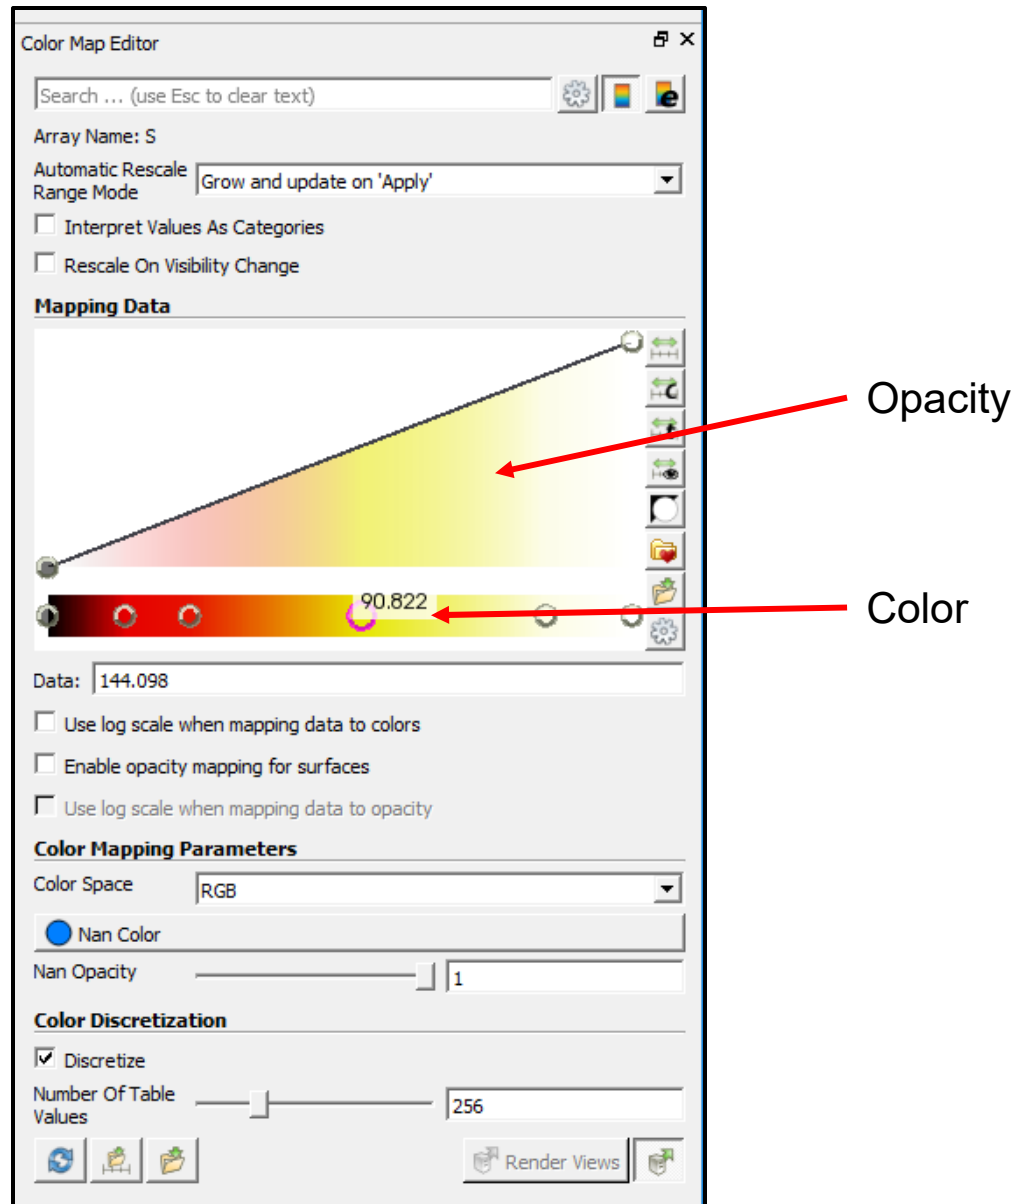 Color Map Editor
Search ... (use Esc to clear text)
Array Name: S
Automatic Rescale
Range Mode
Grow and update on 'Apply'
Interpret Values As Categories
Rescale On Visibility Change
Mapping Data
Opacity
90.822
Color
Data: 144.098
Use log scale when mapping data to colors
Enable opacity mapping for surfaces
Use log scale when mapping data to opacity
Color Mapping Parameters
Color Space RGB
Nan Color
Nan Opacity 1
Color Discretization
Discretize
Number Of Table
Values
256
Render Views